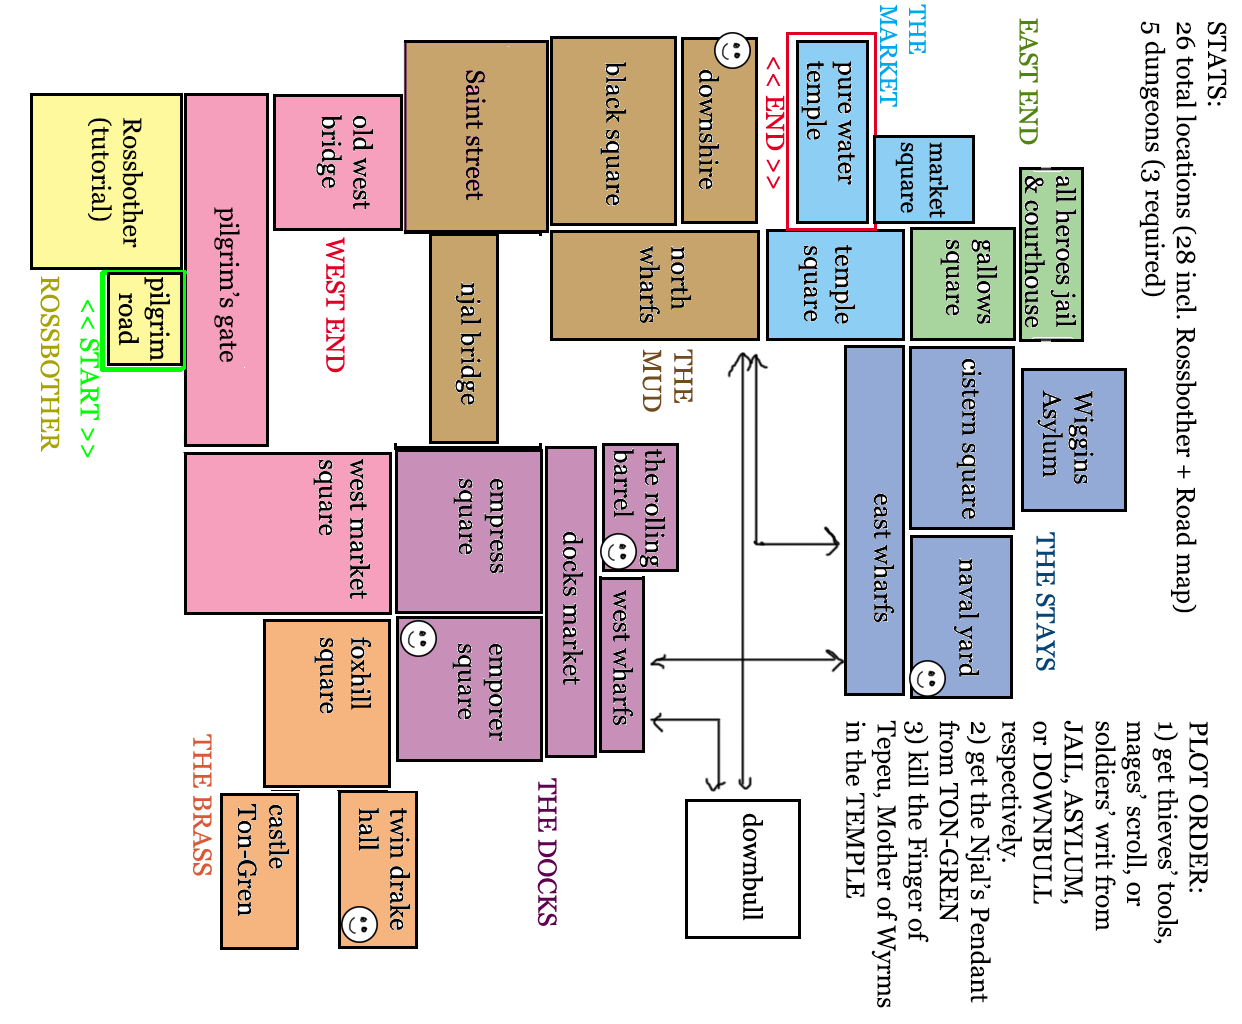 STATS:
26 total locations (28 incl. Rossbother + Road map)
5 dungeons (3 required)
PLOT ORDER:
1) get thieves' tools,
mages' scroll, or
soldiers' writ from
JAIL, ASYLUM,
or DOWNBULL
respectively.
2) get the Njal's Pendant
from TON-GREN
3) kill the Finger of
Tepeu, Mother of Wyrms
in the TEMPLE
EAST END
all heroes jail
& courthouse
gallows
square
Wiggins
Asylum
THE STAYS
cistern square
naval yard
east wharfs
THE
MARKET
market
square
pure water
temple
<< END >>
temple
square
downshire
black square
north
wharfs
THE
MUD
Saint street
njal bridge
downbull
the rolling
barrel
west wharfs
docks market
THE DOCKS
empress
square
emporer
square
old west
bridge
WEST END
pilgrim's gate
west market
square
foxhill
square
twin drake
hall
castle
Ton-Gren
THE BRASS
Rossbother
(tutorial)
pilgrim
road
<< START >>
ROSSBOTHER